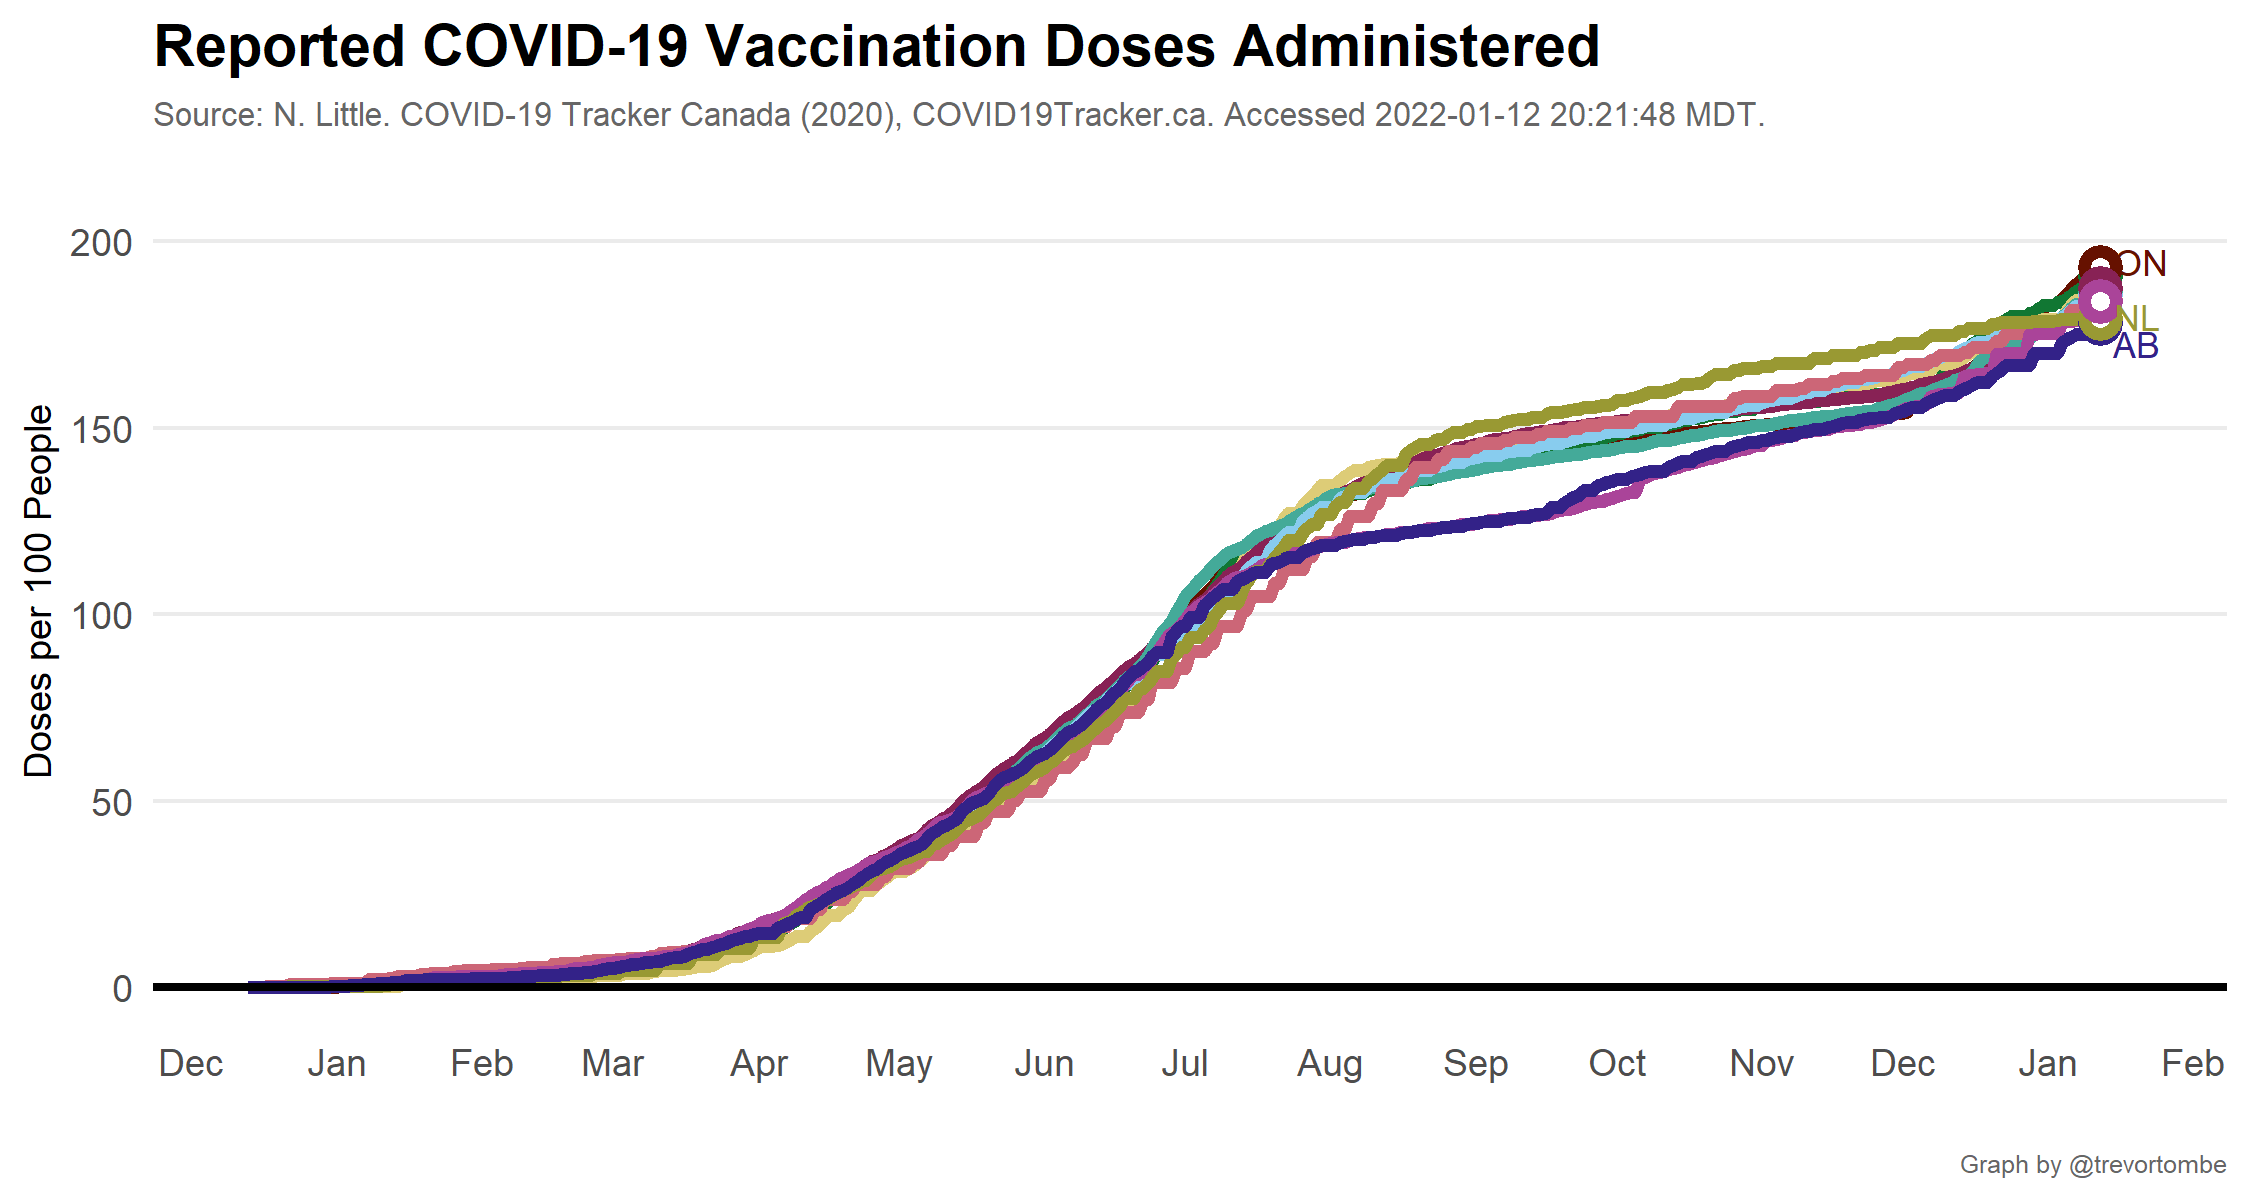 Reported COVID-19 Vaccination Doses Administered
Source: N. Little. COVID-19 Tracker Canada (2020), COVID19Tracker.ca. Accessed 2022-01-12 20:21:48 MDT.
Doses per 100 People
200
150
100
50
0
ON
NL
AB
Dec Jan Feb Mar Apr May Jun Jul Aug Sep Oct Nov Dec Jan Feb
Graph by @trevortombe